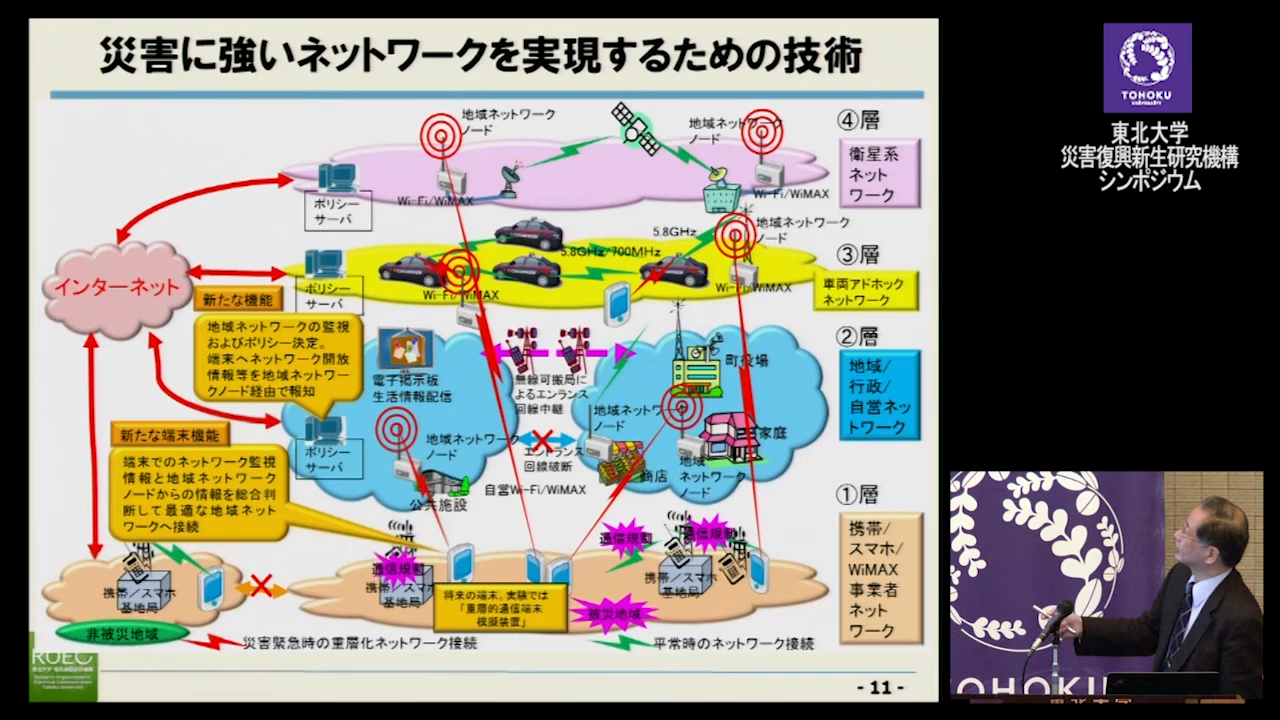 災害に強いネットワークを実現するための技術
地域ネットワーク
ノード
地域ネットワーク
ノード
④層
衛星系
ネット
ワーク
Wi-Fi/WiMAX
Wi-Fi/WiMAX
ポリシー
サーバ
地域ネットワーク
ノード
5.8GHz
5.8GHz/700MHz
③層
車両アドホック
ネットワーク
インターネット
Wi-Fi/WiMAX
Wi-Fi/WiMAX
ポリシー
サーバ
新たな機能
地域ネットワークの監視
およびポリシー決定。
端末へネットワーク開放
情報等を地域ネットワー
クノード経由で報知
②層
地域/
行政/
自営ネッ
トワーク
電子掲示板
生活情報配信
無線可搬局に
よるエンランス
回線中継
町役場
地域ネットワーク
ノード
家庭
新たな端末機能
端末でのネットワーク監視
情報と地域ネットワーク
ノードからの情報を総合判
断して最適な地域ネット
ワークへ接続
ポリシー
サーバ
地域ネットワーク
ノード
エントランス
回線破断
商店
地域
ネットワーク
ノード
公共施設
自営Wi-Fi/WiMAX
①層
携帯/
スマホ/
WiMAX
事業者
ネット
ワーク
通信規制
通信規制
通信規制
携帯/スマホ
基地局
携帯/スマホ
基地局
携帯/スマホ
基地局
将来の端末。実験では
「重層的通信端末
模擬装置」
被災地域
非被災地域
災害緊急時の重層化ネットワーク接続
平常時のネットワーク接続
ROEC
- 11 -
TOHOKU
UNIVERSITY
東北大学
災害復興新生研究機構
シンポジウム
TOHOKU
東北大学